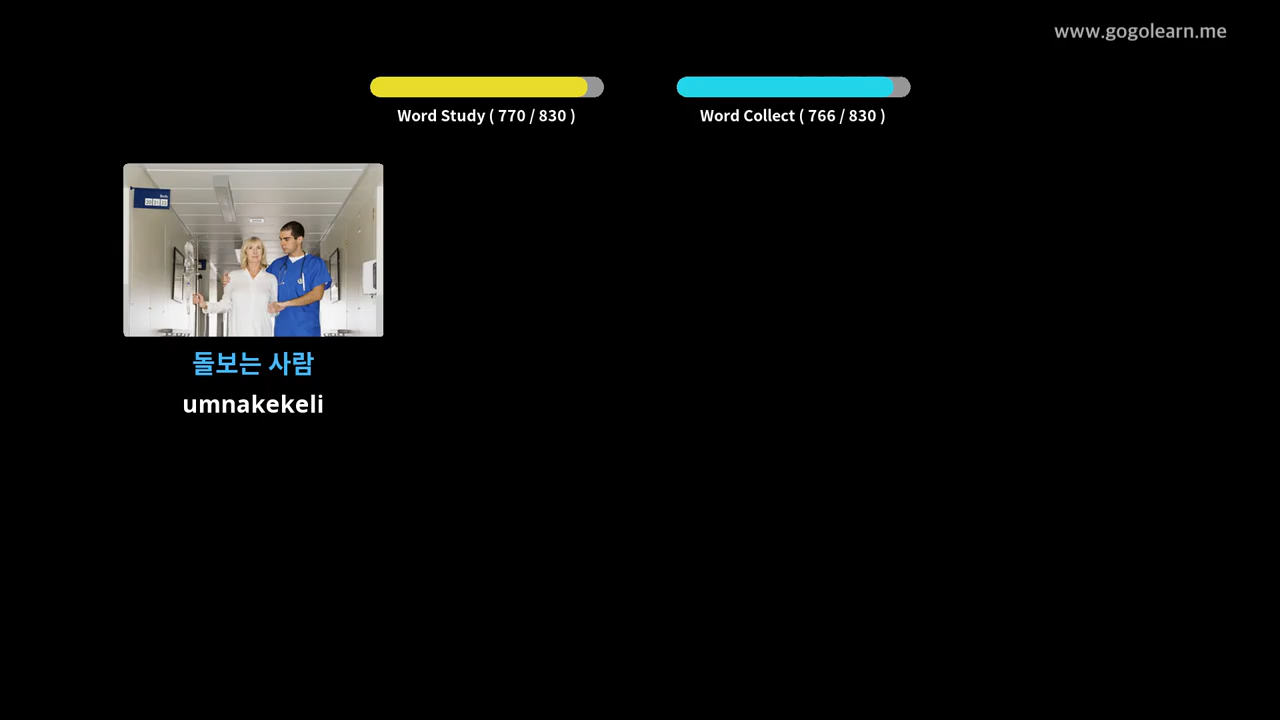 www.gogolearn.me
Word Study ( 770 / 830 )
Word Collect ( 766 / 830 )
돌보는 사람
umnakekeli